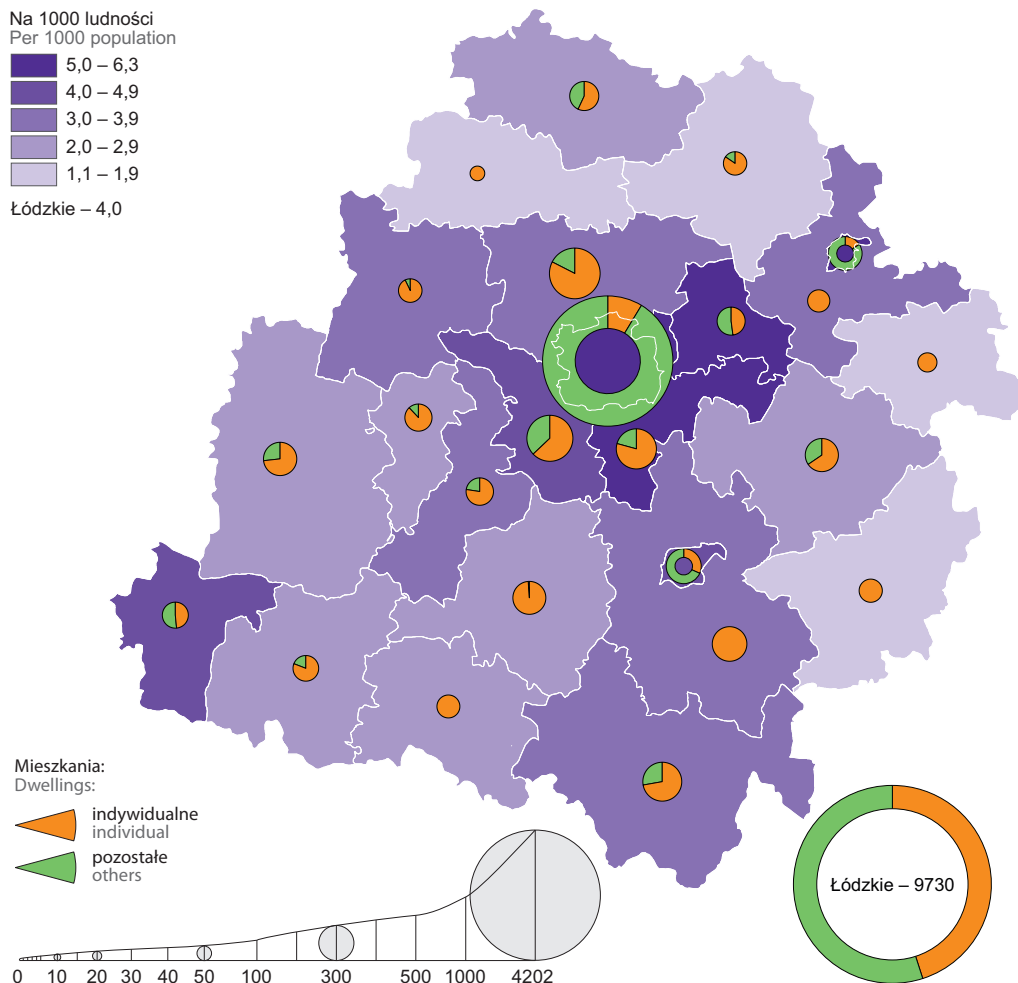 Na 1000 ludności
Per 1000 population
5,0 – 6,3
4,0 – 4,9
3,0 – 3,9
2,0 – 2,9
1,1 – 1,9
Łódzkie – 4,0
Mieszkania:
Dwellings:
indywidualne
individual
pozostałe
others
Łódzkie – 9730
0 10 20 30 40 50 100 300 500 1000 4202